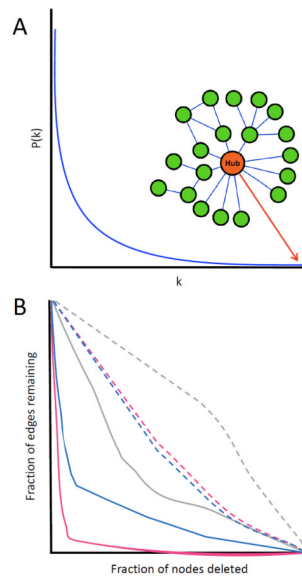 A
P(k)
Hub
k
B
Fraction of edges remaining
Fraction of nodes deleted